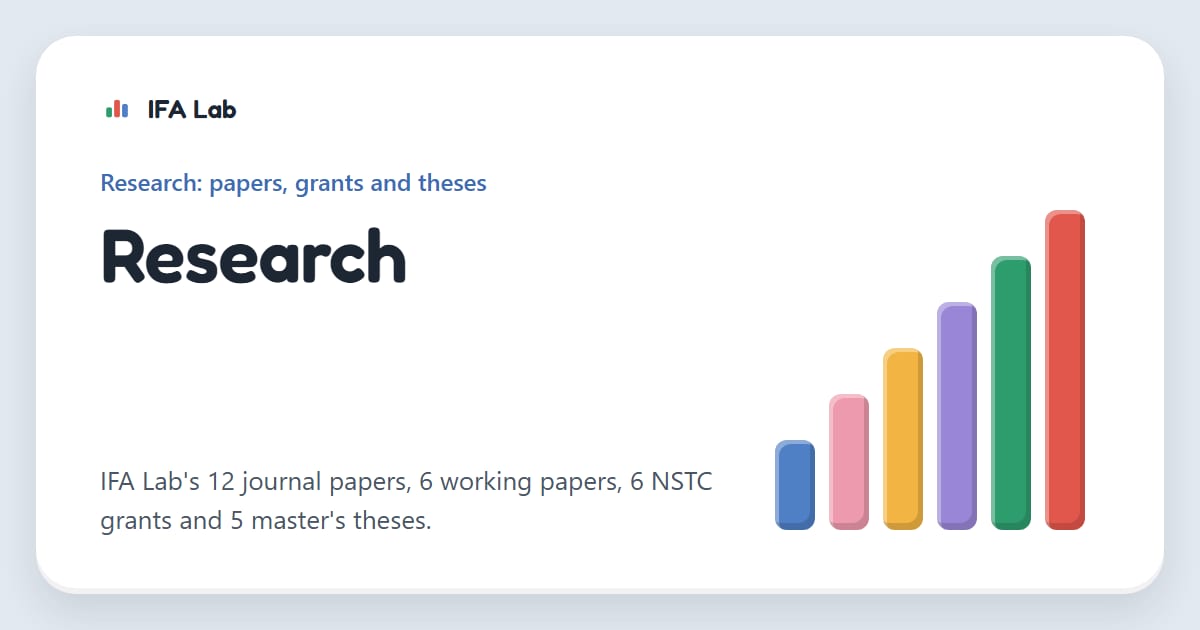 IFA Lab
Research: papers, grants and theses
Research
IFA Lab's 12 journal papers, 6 working papers, 6 NSTC
grants and 5 master's theses.